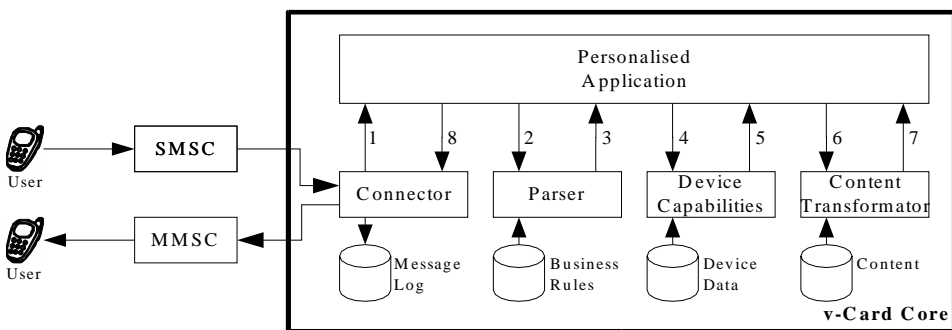 Personalised
Application
1
8
2
3
4
5
6
7
User
SMSC
Connector
Parser
Device
Capabilities
Content
Transformator
User
MMSC
Message
Log
Business
Rules
Device
Data
Content
v-Card Core